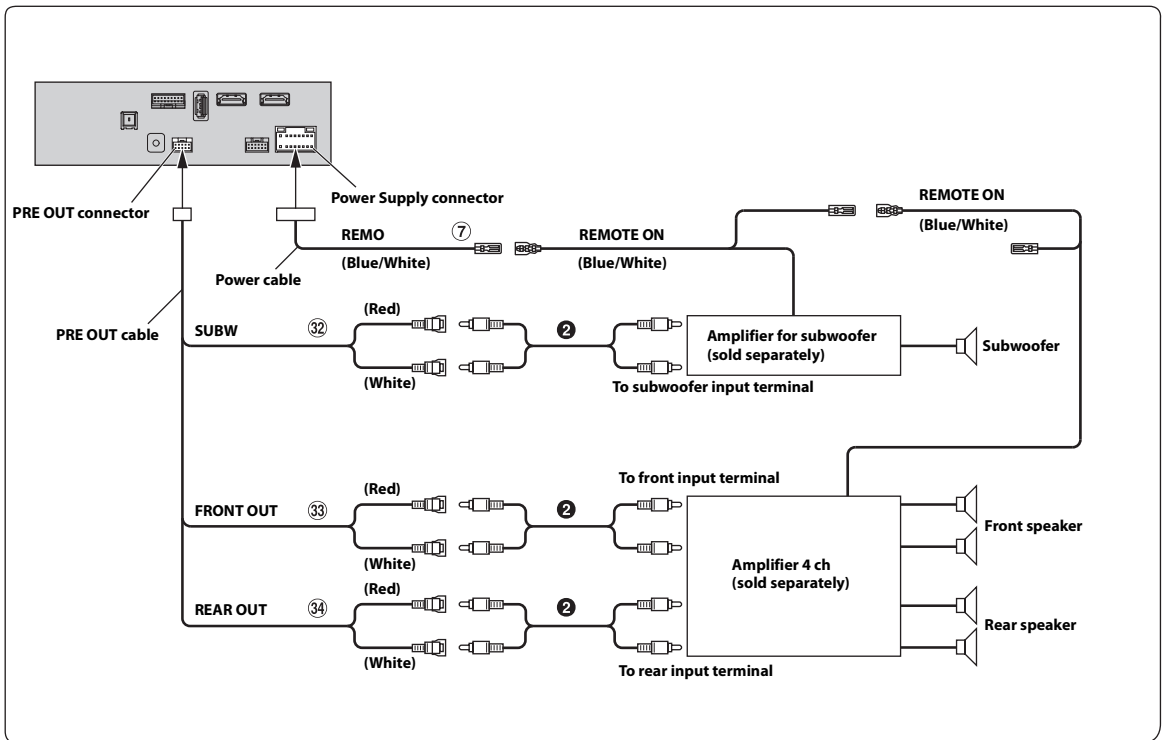 REMOTE ON
(Blue/White)
Power Supply connector
PRE OUT connector
REMO
⑦
REMOTE ON
(Blue/White)
(Blue/White)
Power cable
PRE OUT cable
(Red)
SUBW
㉜
❷
(White)
Amplifier for subwoofer
(sold separately)
Subwoofer
To subwoofer input terminal
To front input terminal
(Red)
FRONT OUT
㉝
❷
(White)
Front speaker
Amplifier 4 ch
(sold separately)
(Red)
REAR OUT
㉞
❷
(White)
Rear speaker
To rear input terminal